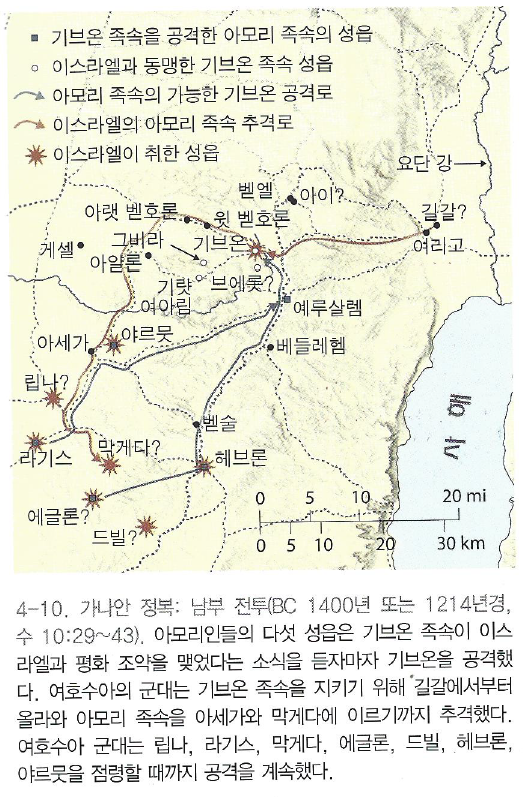 기브온 족속을 공격한 아모리 족속의 성읍
이스라엘과 동맹한 기브온 족속 성읍
아모리 족속의 가능한 기브온 공격로
이스라엘의 아모리 족속 추격로
이스라엘이 취한 성읍
요단 강
벧엘
아이?
길갈?
여리고
아랫 벧호론
윗 벧호론
그비라
기브온
게셀
아얄론
기럇
여아림
브에롯?
예루살렘
아세가
야르뭇
베들레헴
립나?
벧술
사 해
라기스
막게다?
헤브론
에글론?
드빌?
0 5 10 20 mi
0 5 10 20 30 km
4-10. 가나안 정복: 남부 전투(BC 1400년 또는 1214년경,
수 10:29~43). 아모리인들의 다섯 성읍은 기브온 족속이 이스
라엘과 평화 조약을 맺었다는 소식을 듣자마자 기브온을 공격했
다. 여호수아의 군대는 기브온 족속을 지키기 위해 길갈에서부터
올라와 아모리 족속을 아세가와 막게다에 이르기까지 추격했다.
여호수아 군대는 립나, 라기스, 막게다, 에글론, 드빌, 헤브론,
야르뭇을 점령할 때까지 공격을 계속했다.